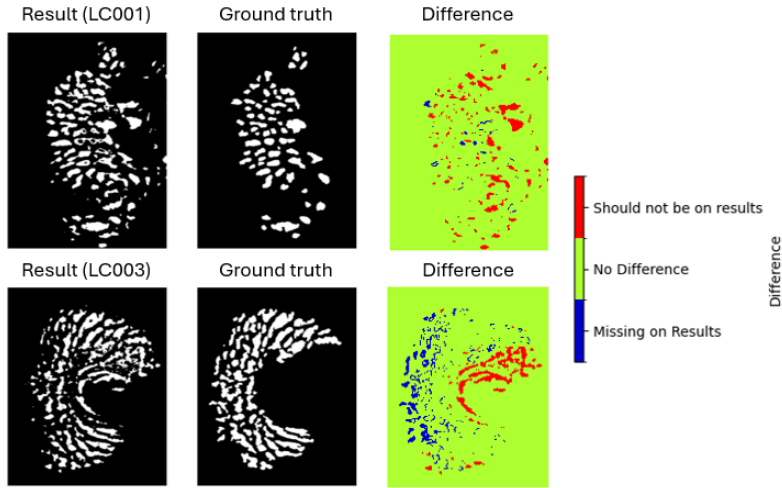 Result (LC001)
Ground truth
Difference
Should not be on results
No Difference
Missing on Results
Difference
Result (LC003)
Ground truth
Difference